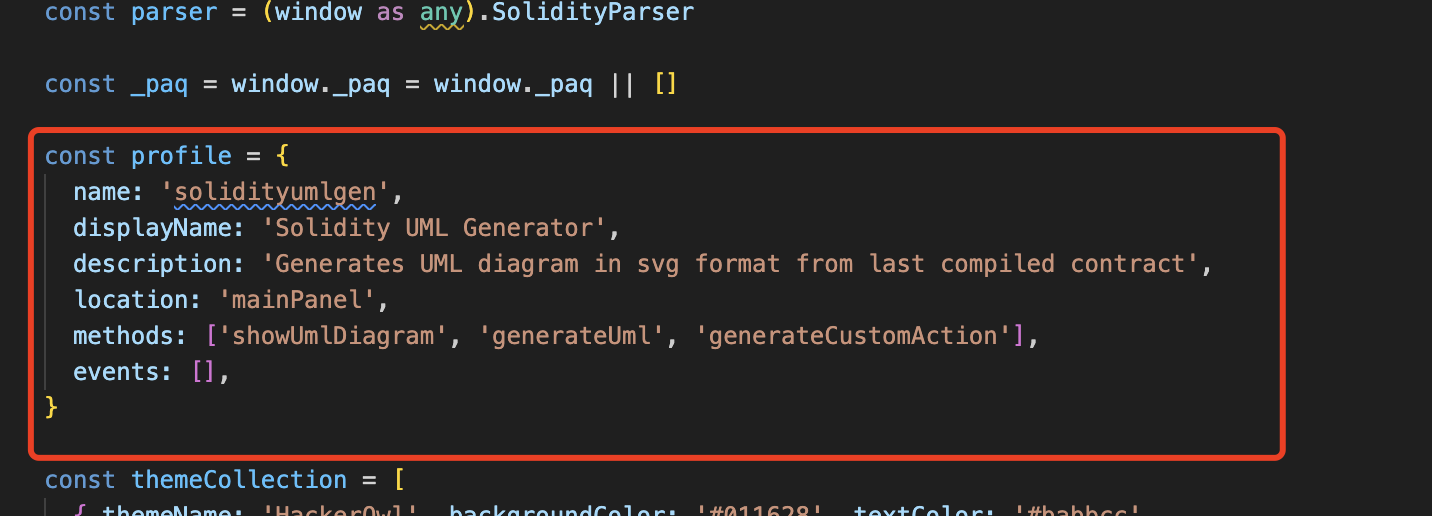 const parser = (window as any).SolidityParser
const _paq = window._paq = window._paq || []
const profile = {
name: 'solidityumlgen',
displayName: 'Solidity UML Generator',
description: 'Generates UML diagram in svg format from last compiled contract',
location: 'mainPanel',
methods: ['showUmlDiagram', 'generateUml', 'generateCustomAction'],
events: [],
}
const themeCollection = [
{ themeName: 'HackerOwl', backgroundColor: '#011628', textColor: '#babbcc',